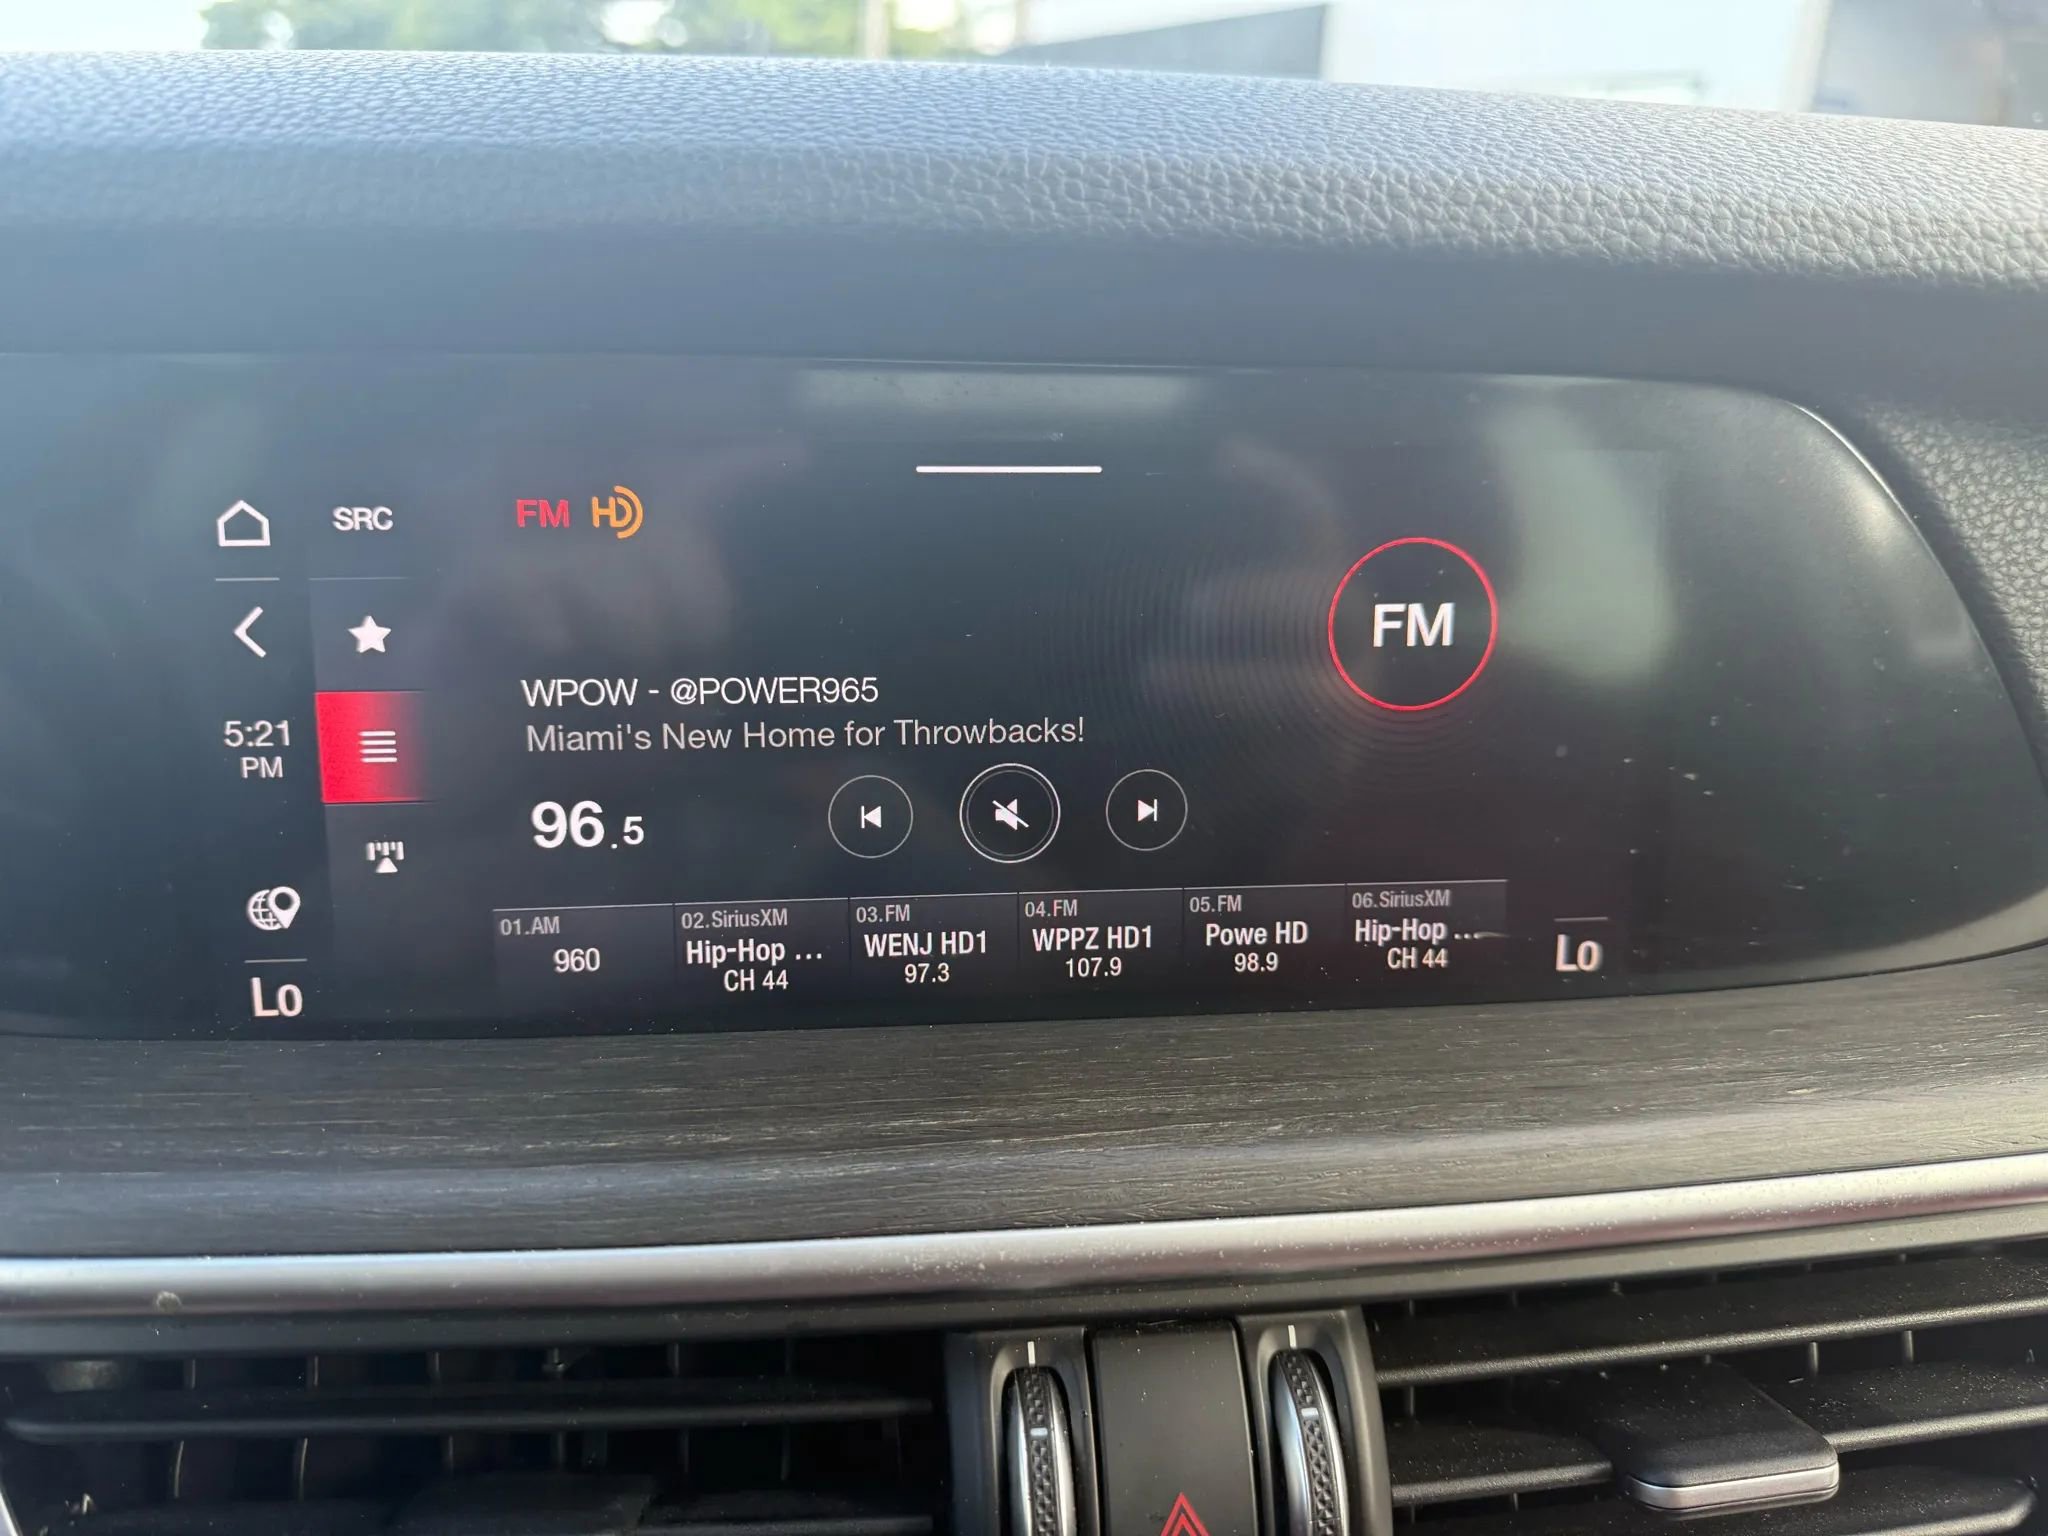 SRC
FM HD
FM
WPOW - @POWER965
Miami's New Home for Throwbacks!
5:21
PM
96.5
01.AM
960
02.SiriusXM
Hip-Hop ...
CH 44
03.FM
WENJ HD1
97.3
04.FM
WPPZ HD1
107.9
05.FM
Powe HD
98.9
06.SiriusXM
Hip-Hop ...
CH 44
Lo
Lo